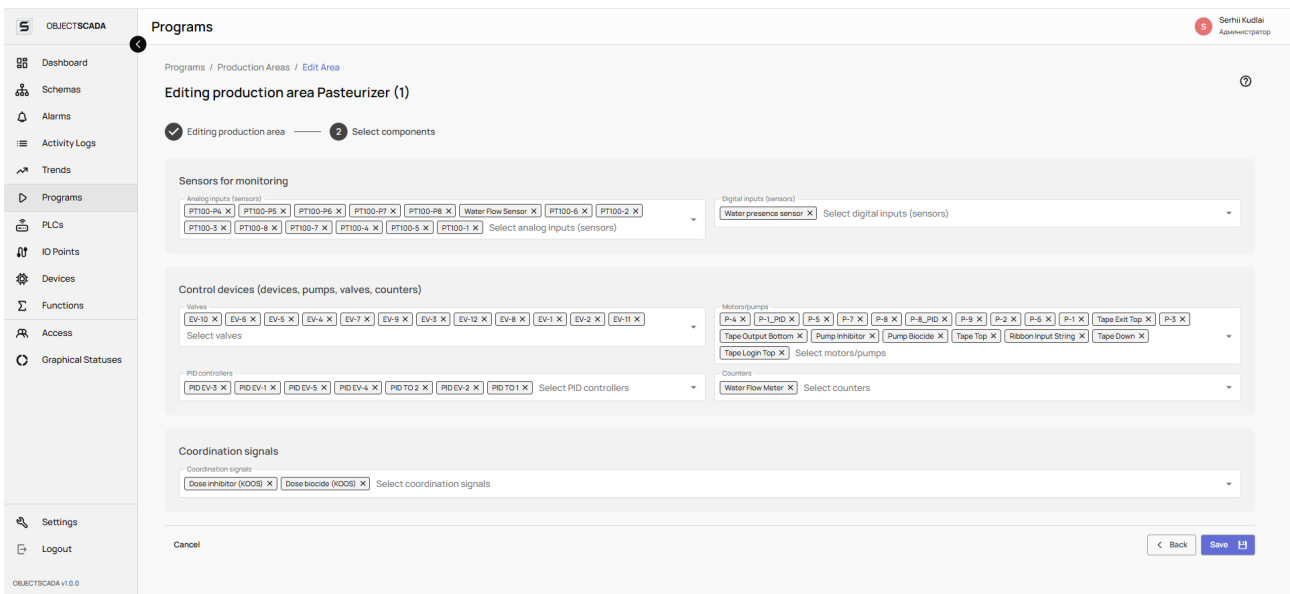 OBJECTSCADA
Programs
S
Serhii Kudlai
Администратор
Dashboard
Schemas
Alarms
Activity Logs
Trends
Programs
PLCs
IO Points
Devices
Functions
Access
Graphical Statuses
Settings
Logout
OBJECTSCADA v1.0.0
Programs / Production Areas / Edit Area
Editing production area Pasteurizer (1)
Editing production area
2 Select components
Sensors for monitoring
Analog inputs (sensors)
PT100-P4 PT100-P5 PT100-P6 PT100-P7 PT100-P8 Water Flow Sensor PT100-6 PT100-2
PT100-3 PT100-8 PT100-7 PT100-4 PT100-5 PT100-1 Select analog inputs (sensors)
Digital inputs (sensors)
Water presence sensor Select digital inputs (sensors)
Control devices (devices, pumps, valves, counters)
Valves
EV-10 EV-6 EV-5 EV-4 EV-7 EV-9 EV-3 EV-12 EV-8 EV-1 EV-2 EV-11
Select valves
Motors/pumps
P-4 P-1_PID P-5 P-7 P-8 P-8_PID P-9 P-2 P-6 P-1 Tape Exit Top P-3
Tape Output Bottom Pump Inhibitor Pump Biocide Tape Top Ribbon Input String Tape Down
Tape Login Top Select motors/pumps
PID controllers
PID EV-3 PID EV-1 PID EV-5 PID EV-4 PID TO 2 PID EV-2 PID TO 1 Select PID controllers
Counters
Water Flow Meter Select counters
Coordination signals
Coordination signals
Dose inhibitor (KOOS) Dose biocide (KOOS) Select coordination signals
Cancel
Back
Save